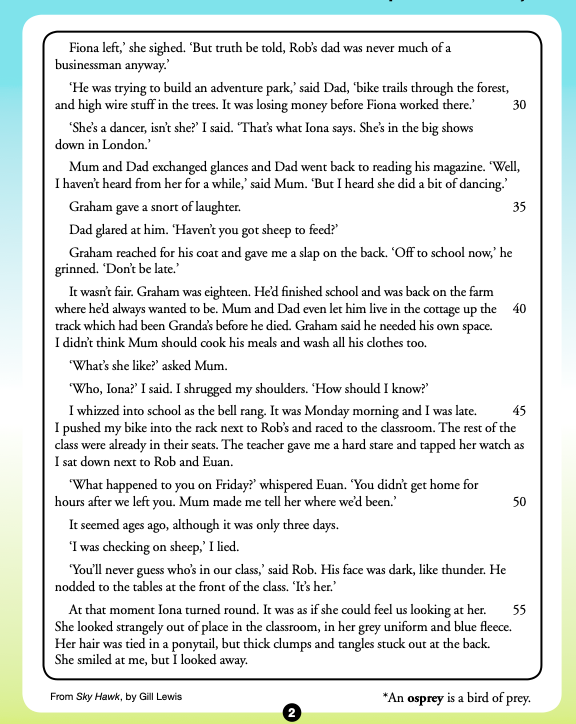 Fiona left,’ she sighed. ‘But truth be told, Rob’s dad was never much of a
businessman anyway.’
‘He was trying to build an adventure park,’ said Dad, ‘bike trails through the forest,
and high wire stuff in the trees. It was losing money before Fiona worked there.’ 30
‘She’s a dancer, isn’t she?’ I said. ‘That’s what Iona says. She’s in the big shows
down in London.’
Mum and Dad exchanged glances and Dad went back to reading his magazine. ‘Well,
I haven’t heard from her for a while,’ said Mum. ‘But I heard she did a bit of dancing.’
Graham gave a snort of laughter. 35
Dad glared at him. ‘Haven’t you got sheep to feed?’
Graham reached for his coat and gave me a slap on the back. ‘Off to school now,’ he
grinned. ‘Don’t be late.’
It wasn’t fair. Graham was eighteen. He’d finished school and was back on the farm
where he’d always wanted to be. Mum and Dad even let him live in the cottage up the 40
track which had been Granda’s before he died. Graham said he needed his own space.
I didn’t think Mum should cook his meals and wash all his clothes too.
‘What’s she like?’ asked Mum.
‘Who, Iona?’ I said. I shrugged my shoulders. ‘How should I know?’
I whizzed into school as the bell rang. It was Monday morning and I was late. 45
I pushed my bike into the rack next to Rob’s and raced to the classroom. The rest of the
class were already in their seats. The teacher gave me a hard stare and tapped her watch as
I sat down next to Rob and Euan.
‘What happened to you on Friday?’ whispered Euan. ‘You didn’t get home for
hours after we left you. Mum made me tell her where we’d been.’ 50
It seemed ages ago, although it was only three days.
‘I was checking on sheep,’ I lied.
‘You’ll never guess who’s in our class,’ said Rob. His face was dark, like thunder. He
nodded to the tables at the front of the class. ‘It’s her.’
At that moment Iona turned round. It was as if she could feel us looking at her. 55
She looked strangely out of place in the classroom, in her grey uniform and blue fleece.
Her hair was tied in a ponytail, but thick clumps and tangles stuck out at the back.
She smiled at me, but I looked away.
From Sky Hawk, by Gill Lewis
*An osprey is a bird of prey.
2